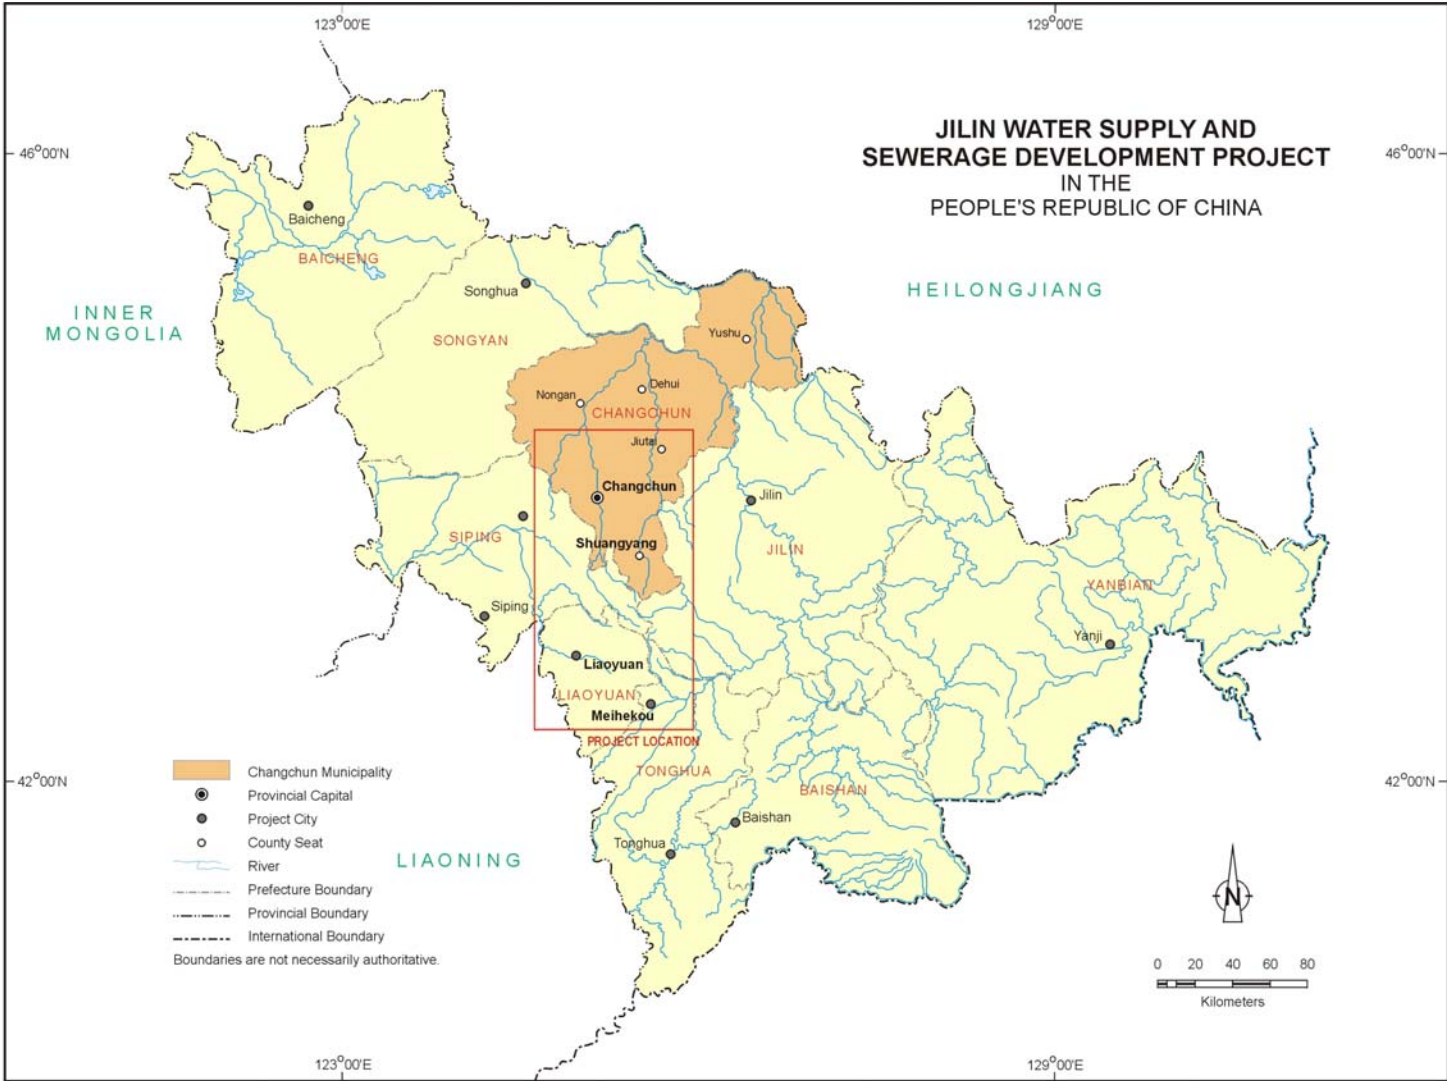 123°00'E
129°00'E
JILIN WATER SUPPLY AND
SEWERAGE DEVELOPMENT PROJECT
IN THE
PEOPLE'S REPUBLIC OF CHINA
46°00'N
46°00'N
Baicheng
BAICHENG
INNER
MONGOLIA
HEILONGJIANG
Songhua
SONGYAN
Yushu
Dehui
Nongan
CHANGCHUN
Jiutai
Changchun
Jilin
SIPING
Shuangyang
JILIN
YANBIAN
Siping
Yanji
Liaoyuan
LIAOYUAN
Meihekou
PROJECT LOCATION
TONGHUA
BAISHAN
42°00'N
42°00'N
Baishan
Tonghua
LIAONING
Changchun Municipality
Provincial Capital
Project City
County Seat
River
Prefecture Boundary
Provincial Boundary
International Boundary
Boundaries are not necessarily authoritative.
N
0 20 40 60 80
Kilometers
123°00'E
129°00'E